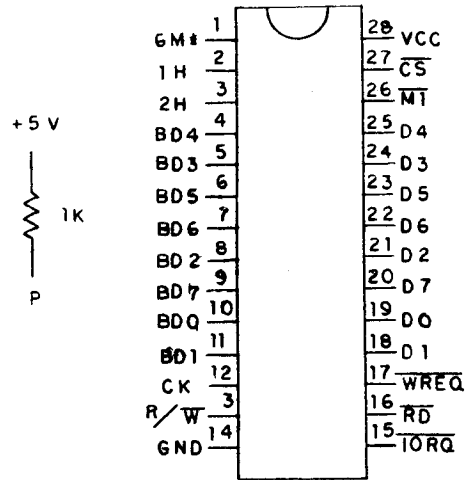 6M* 1 28 VCC
1H 2 27 CS
2H 3 26 M1
BD4 4 25 D4
BD3 5 24 D3
BD5 6 23 D5
BD6 7 22 D6
BD2 8 21 D2
BD7 9 20 D7
BD0 10 19 D0
BD1 11 18 D1
CK 12 17 WREQ
R/W 3 16 RD
GND 14 15 IORQ
+5 V
1K
P